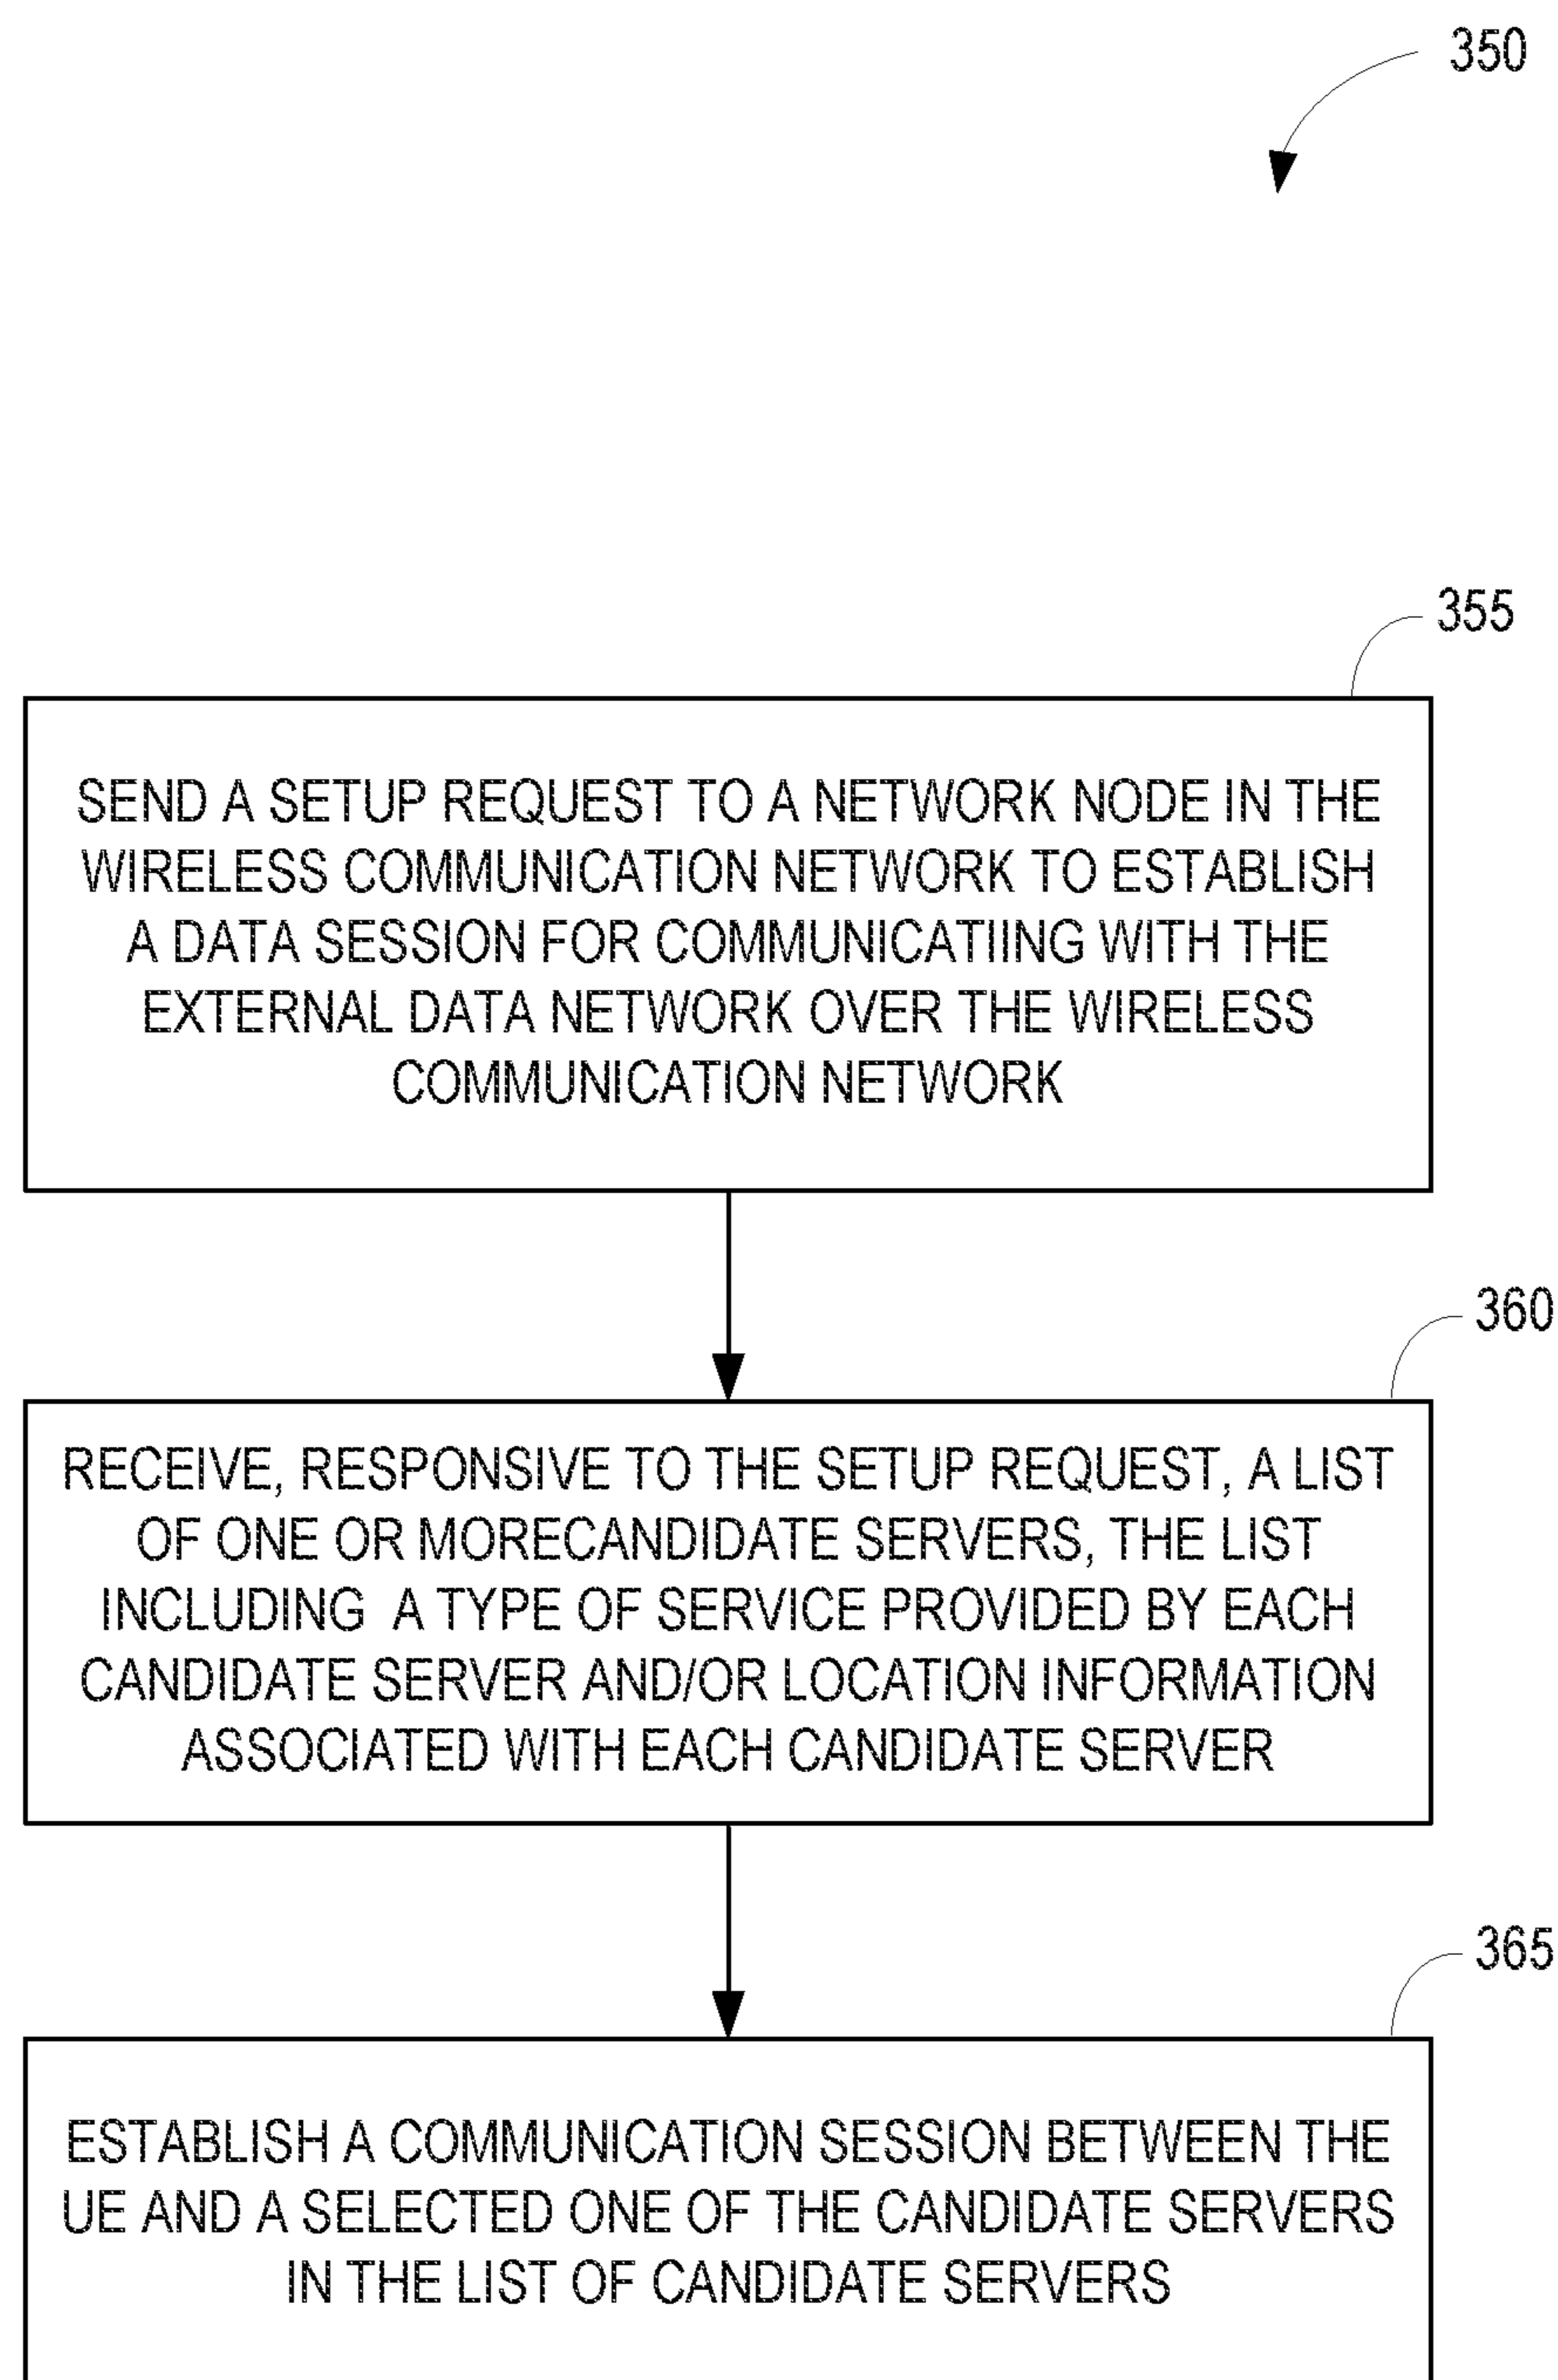 350
355
SEND A SETUP REQUEST TO A NETWORK NODE IN THE
WIRELESS COMMUNICATION NETWORK TO ESTABLISH
A DATA SESSION FOR COMMUNICATIING WITH THE
EXTERNAL DATA NETWORK OVER THE WIRELESS
COMMUNICATION NETWORK
360
RECEIVE, RESPONSIVE TO THE SETUP REQUEST, A LIST
OF ONE OR MORECANDIDATE SERVERS, THE LIST
INCLUDING  A TYPE OF SERVICE PROVIDED BY EACH
CANDIDATE SERVER AND/OR LOCATION INFORMATION
ASSOCIATED WITH EACH CANDIDATE SERVER
365
ESTABLISH A COMMUNICATION SESSION BETWEEN THE
UE AND A SELECTED ONE OF THE CANDIDATE SERVERS
IN THE LIST OF CANDIDATE SERVERS